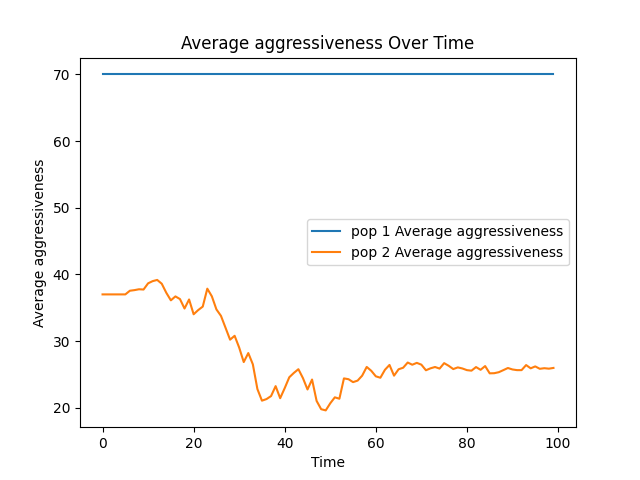 Average aggressiveness Over Time
70
60
50
40
30
20
Average aggressiveness
pop 1 Average aggressiveness
pop 2 Average aggressiveness
0 20 40 60 80 100
Time